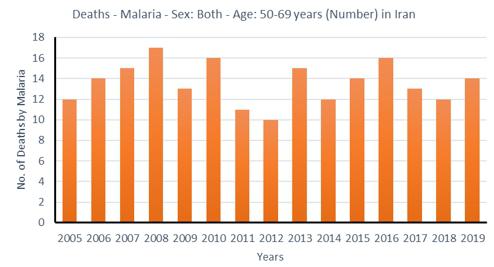 Deaths - Malaria - Sex: Both - Age: 50-69 years (Number) in Iran
No. of Deaths by Malaria
18
16
14
12
10
8
6
4
2
0
2005 2006 2007 2008 2009 2010 2011 2012 2013 2014 2015 2016 2017 2018 2019
Years